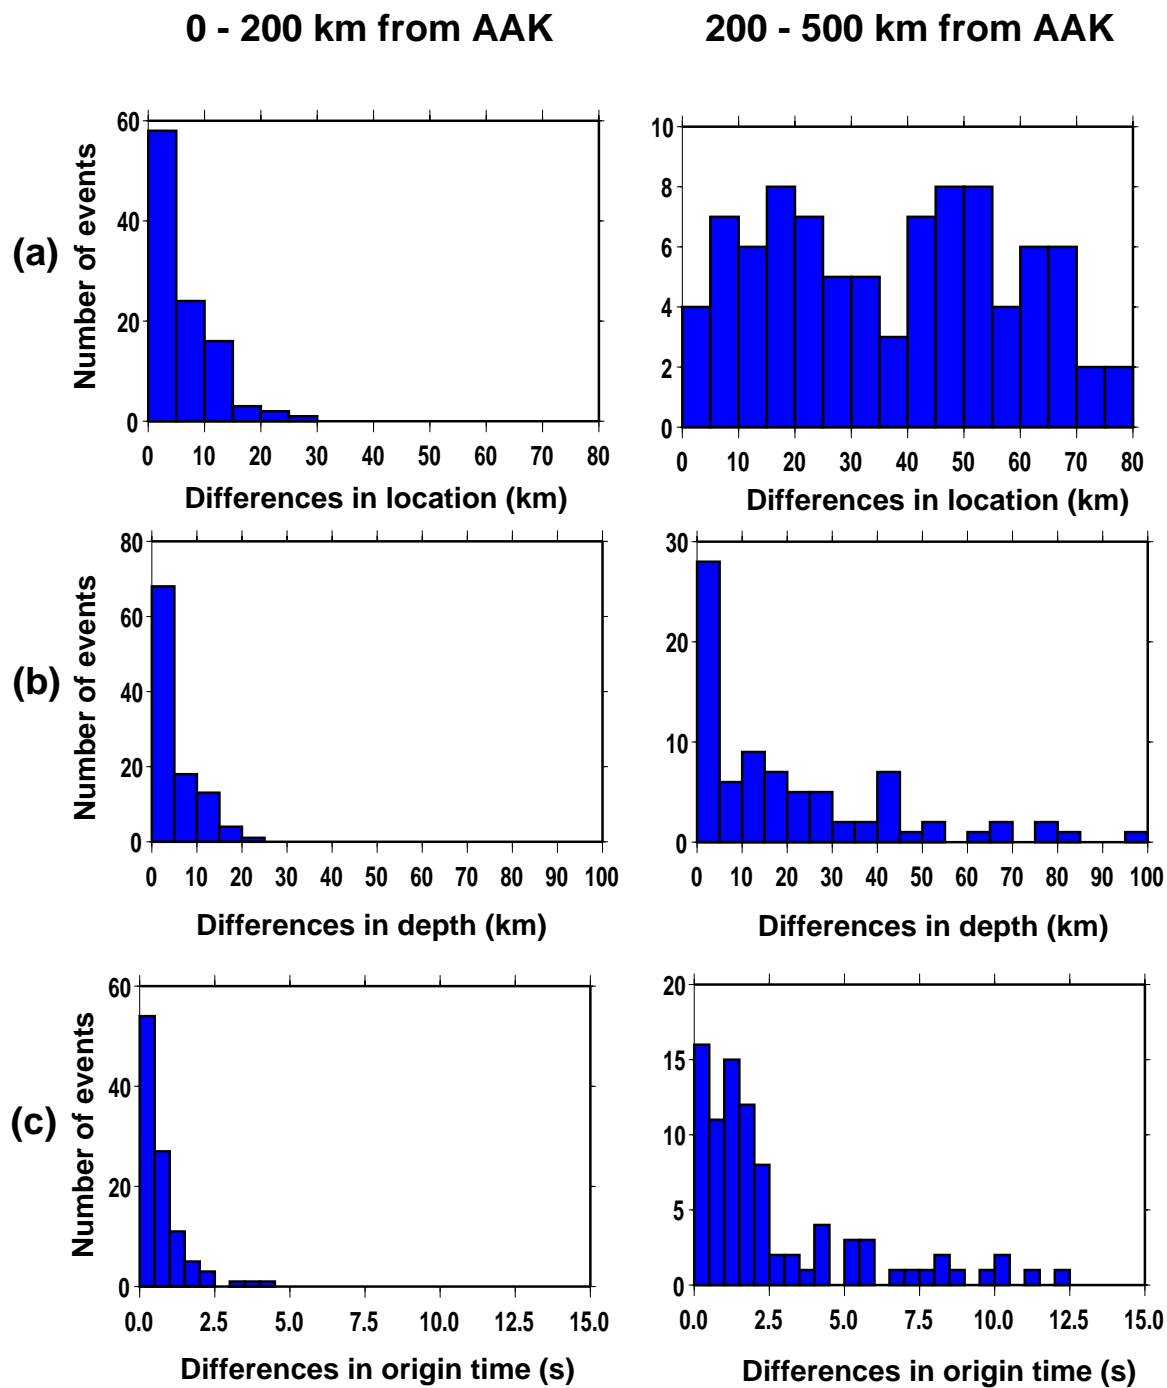 0 - 200 km from AAK
200 - 500 km from AAK
(a)
Number of events
60
40
20
0
0 10 20 30 40 50 60 70 80
Differences in location (km)
10
8
6
4
2
0
0 10 20 30 40 50 60 70 80
Differences in location (km)
(b)
Number of events
80
60
40
20
0
0 10 20 30 40 50 60 70 80 90 100
Differences in depth (km)
30
20
10
0
0 10 20 30 40 50 60 70 80 90 100
Differences in depth (km)
(c)
Number of events
60
40
20
0
0.0 2.5 5.0 7.5 10.0 12.5 15.0
Differences in origin time (s)
20
15
10
5
0
0.0 2.5 5.0 7.5 10.0 12.5 15.0
Differences in origin time (s)